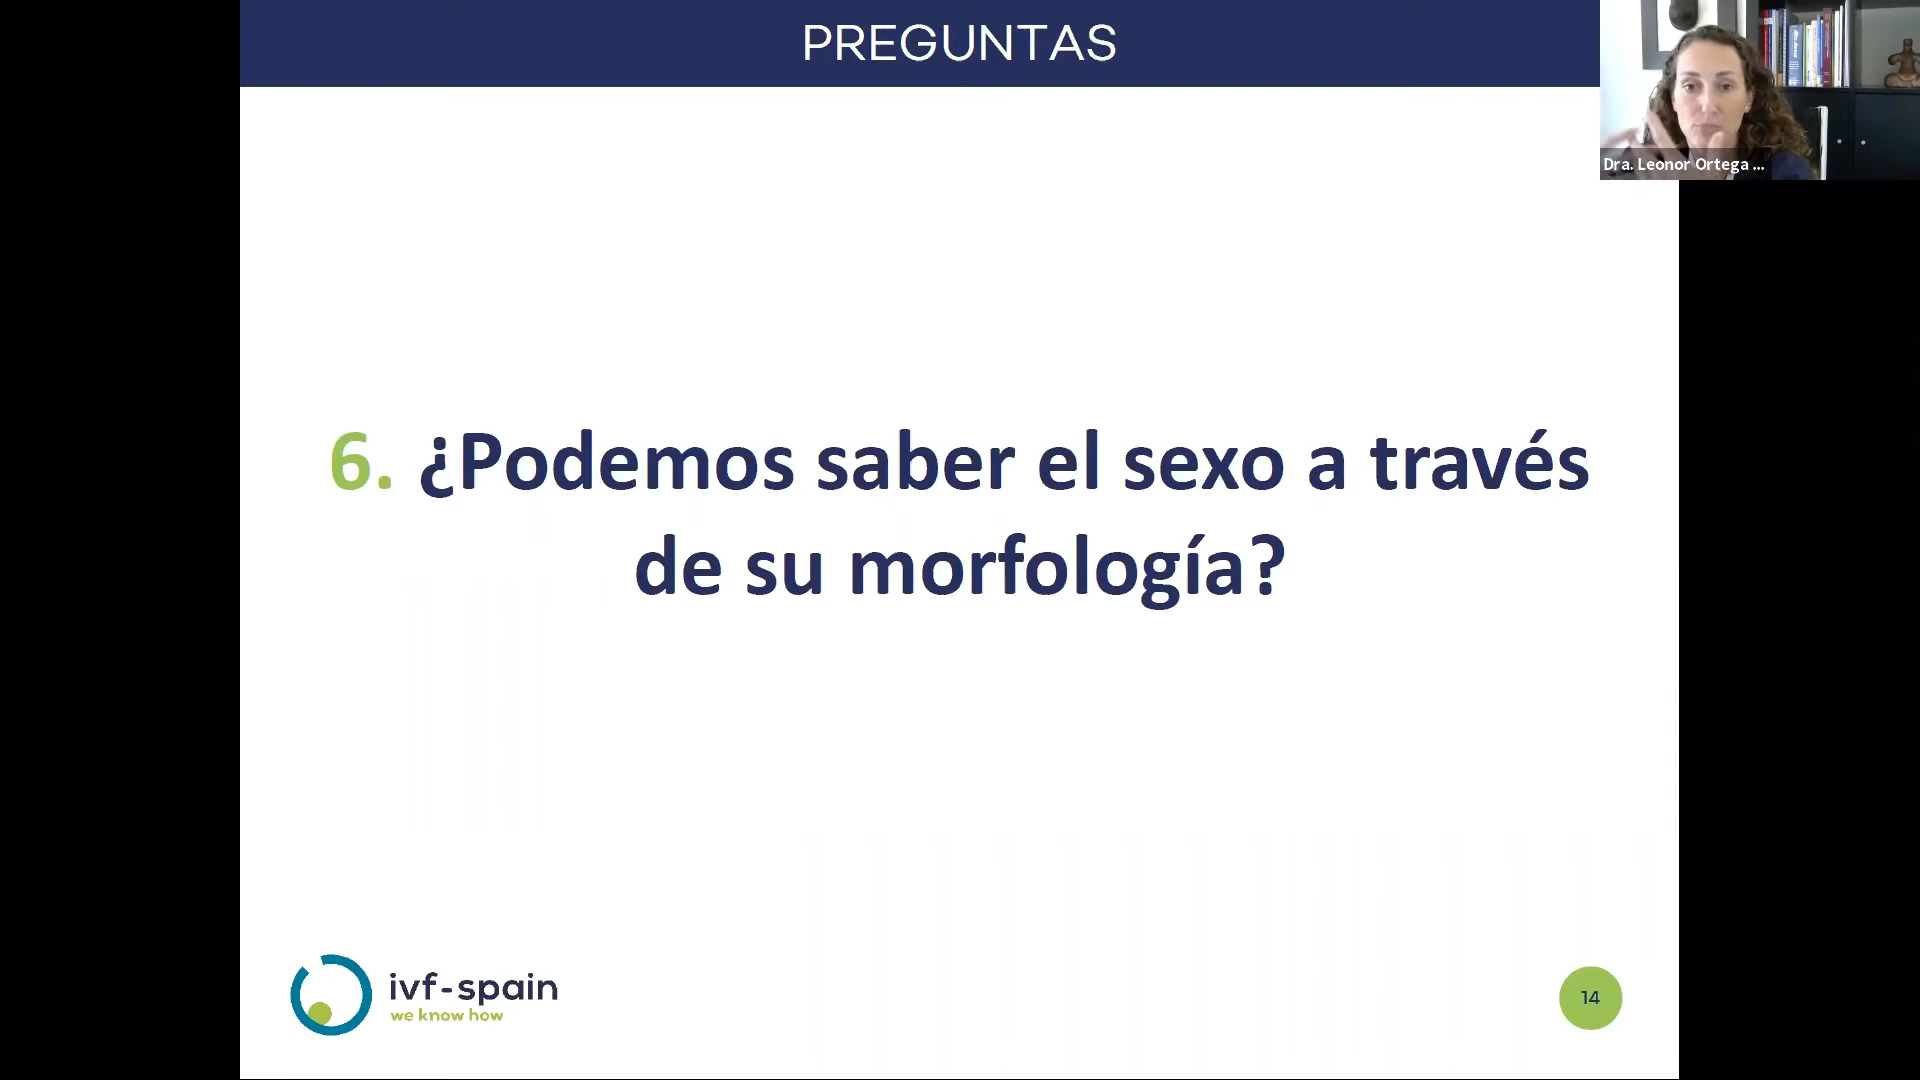 PREGUNTAS
Dra. Leonor Ortega ...
6. ¿Podemos saber el sexo a través
de su morfología?
ivf-spain
we know how
14